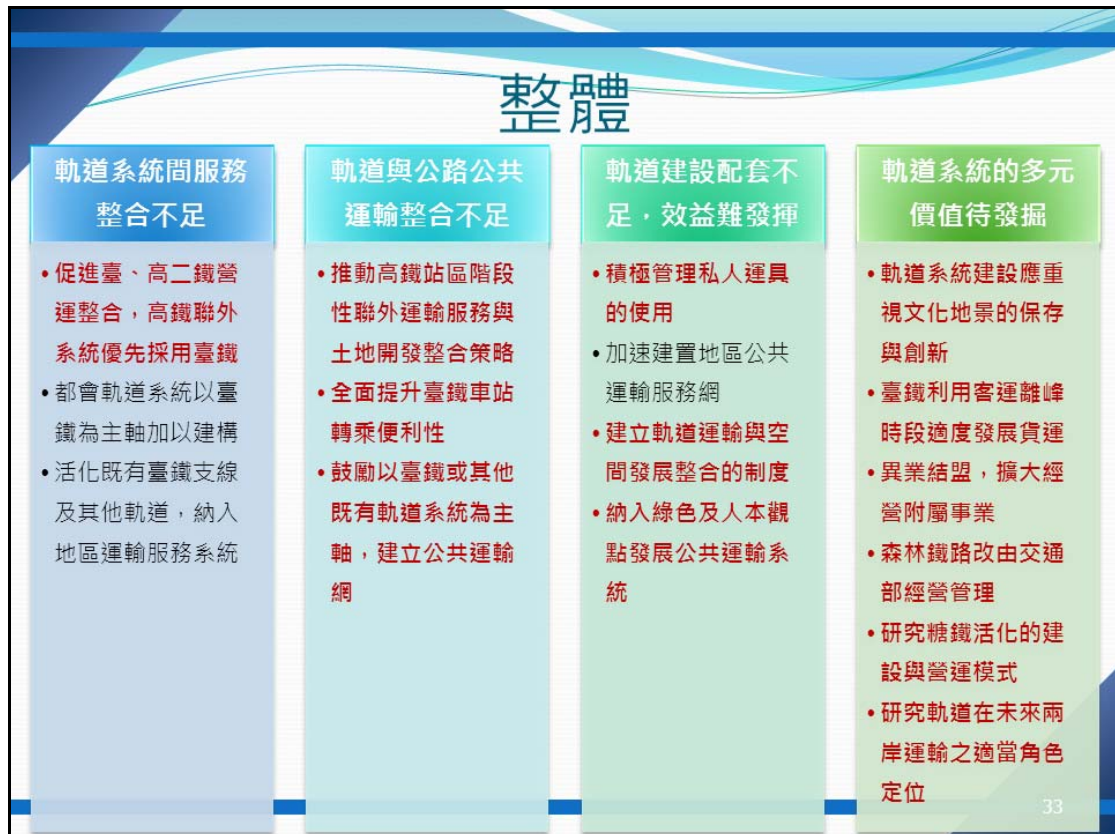 整體
軌道系統間服務
整合不足
•促進臺、高二鐵營
運整合，高鐵聯外
系統優先採用臺鐵
•都會軌道系統以臺
鐵為主軸加以建構
•活化既有臺鐵支線
及其他軌道，納入
地區運輸服務系統
軌道與公路公共
運輸整合不足
•推動高鐵站區階段
性聯外運輸服務與
土地開發整合策略
•全面提升臺鐵車站
轉乘便利性
•鼓勵以臺鐵或其他
既有軌道系統為主
軸，建立公共運輸
網
軌道建設配套不
足，效益難發揮
•積極管理私人運具
的使用
•加速建置地區公共
運輸服務網
•建立軌道運輸與空
間發展整合的制度
•納入綠色及人本觀
點發展公共運輸系
統
軌道系統的多元
價值待發掘
•軌道系統建設應重
視文化地景的保存
與創新
•臺鐵利用客運離峰
時段適度發展貨運
•異業結盟，擴大經
營附屬事業
•森林鐵路改由交通
部經營管理
•研究糖鐵活化的建
設與營運模式
•研究軌道在未來兩
岸運輸之適當角色
定位
33